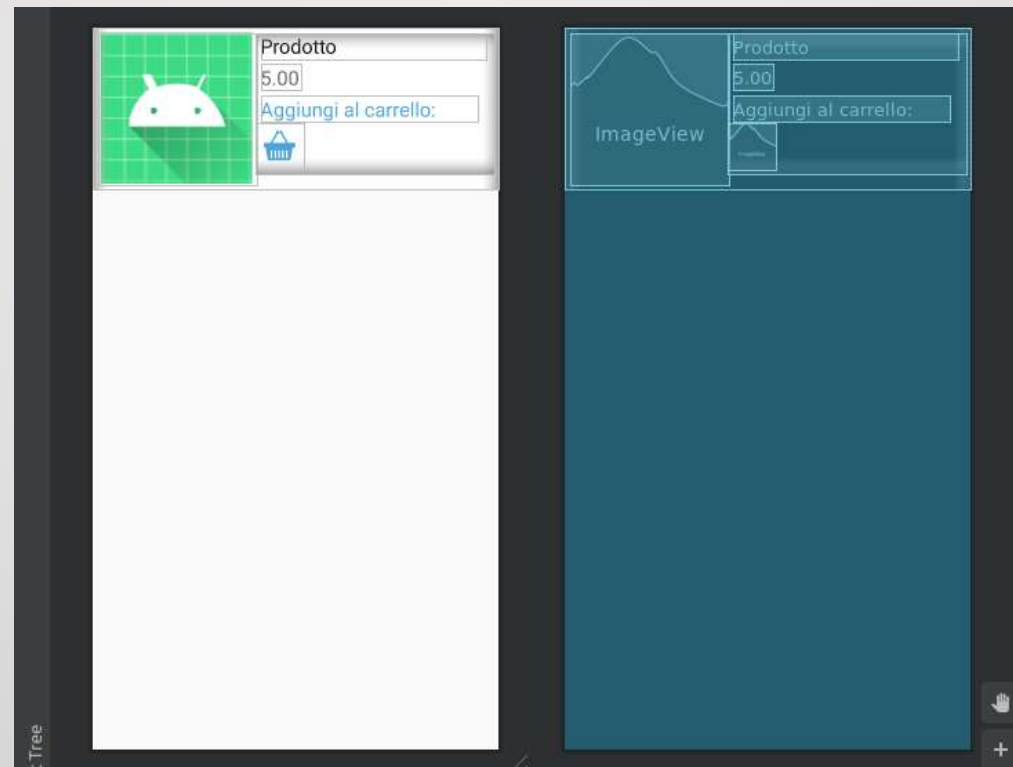 Prodotto
5.00
Aggiungi al carrello:
Prodotto
5.00
Aggiungi al carrello:
ImageView
Tree